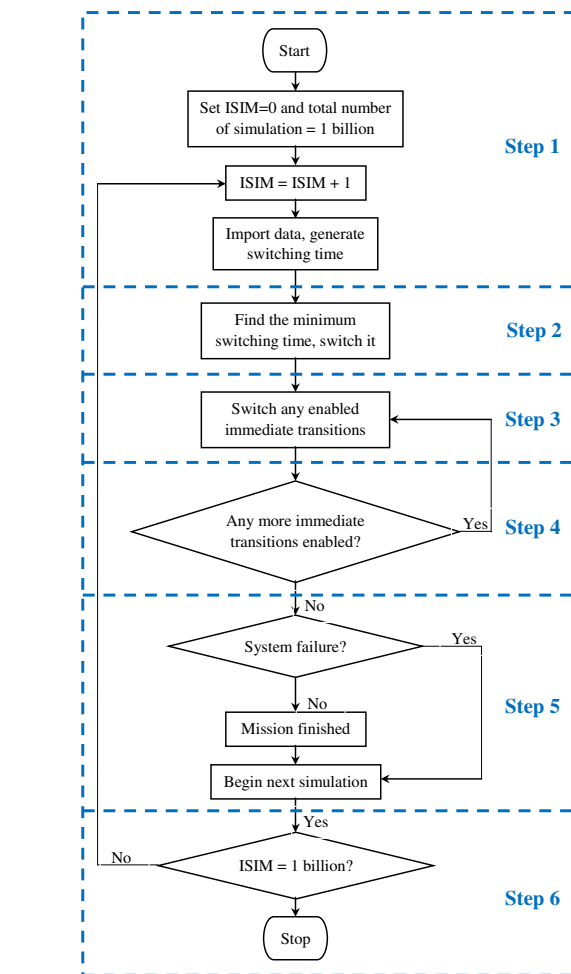 Start
Set ISIM=0 and total number
of simulation = 1 billion
Step 1
ISIM = ISIM + 1
Import data, generate
switching time
Find the minimum
switching time, switch it
Step 2
Switch any enabled
immediate transitions
Step 3
Any more immediate
transitions enabled?
Yes
Step 4
No
System failure?
Yes
No
Step 5
Mission finished
Begin next simulation
Yes
No
ISIM = 1 billion?
Step 6
Stop